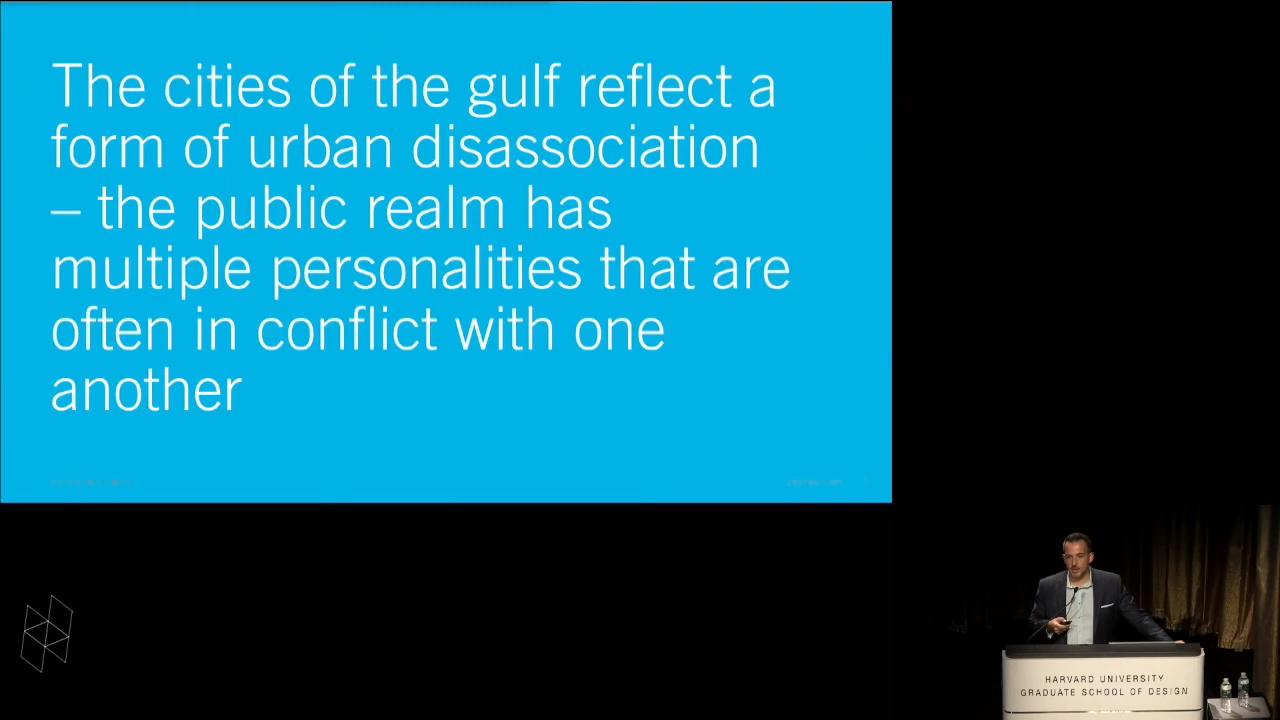 The cities of the gulf reflect a
form of urban disassociation
– the public realm has
multiple personalities that are
often in conflict with one
another
HARVARD UNIVERSITY
GRADUATE SCHOOL OF DESIGN